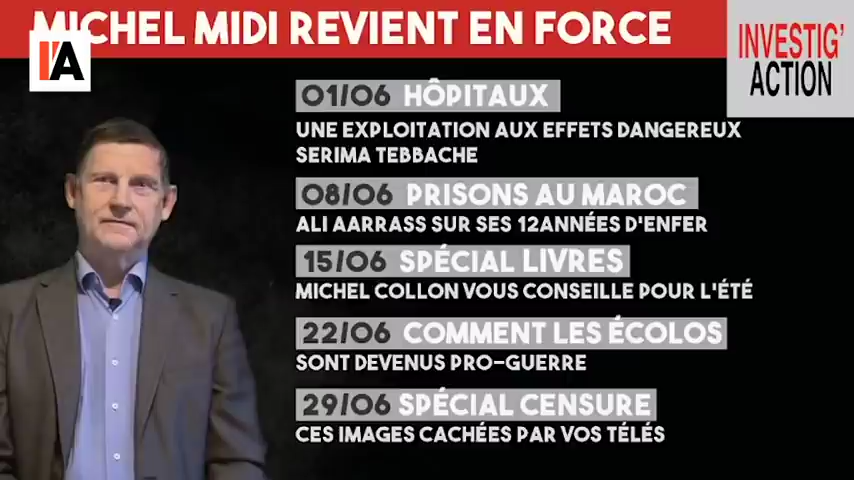 MICHEL MIDI REVIENT EN FORCE
I'A
INVESTIG'
ACTION
01/06 HÔPITAUX
UNE EXPLOITATION AUX EFFETS DANGEREUX
SERIMA TEBBACHE
08/06 PRISONS AU MAROC
ALI AARRASS SUR SES 12ANNÉES D'ENFER
15/06 SPÉCIAL LIVRES
MICHEL COLLON VOUS CONSEILLE POUR L'ÉTÉ
22/06 COMMENT LES ÉCOLOS
SONT DEVENUS PRO-GUERRE
29/06 SPÉCIAL CENSURE
CES IMAGES CACHÉES PAR VOS TÉLÉS